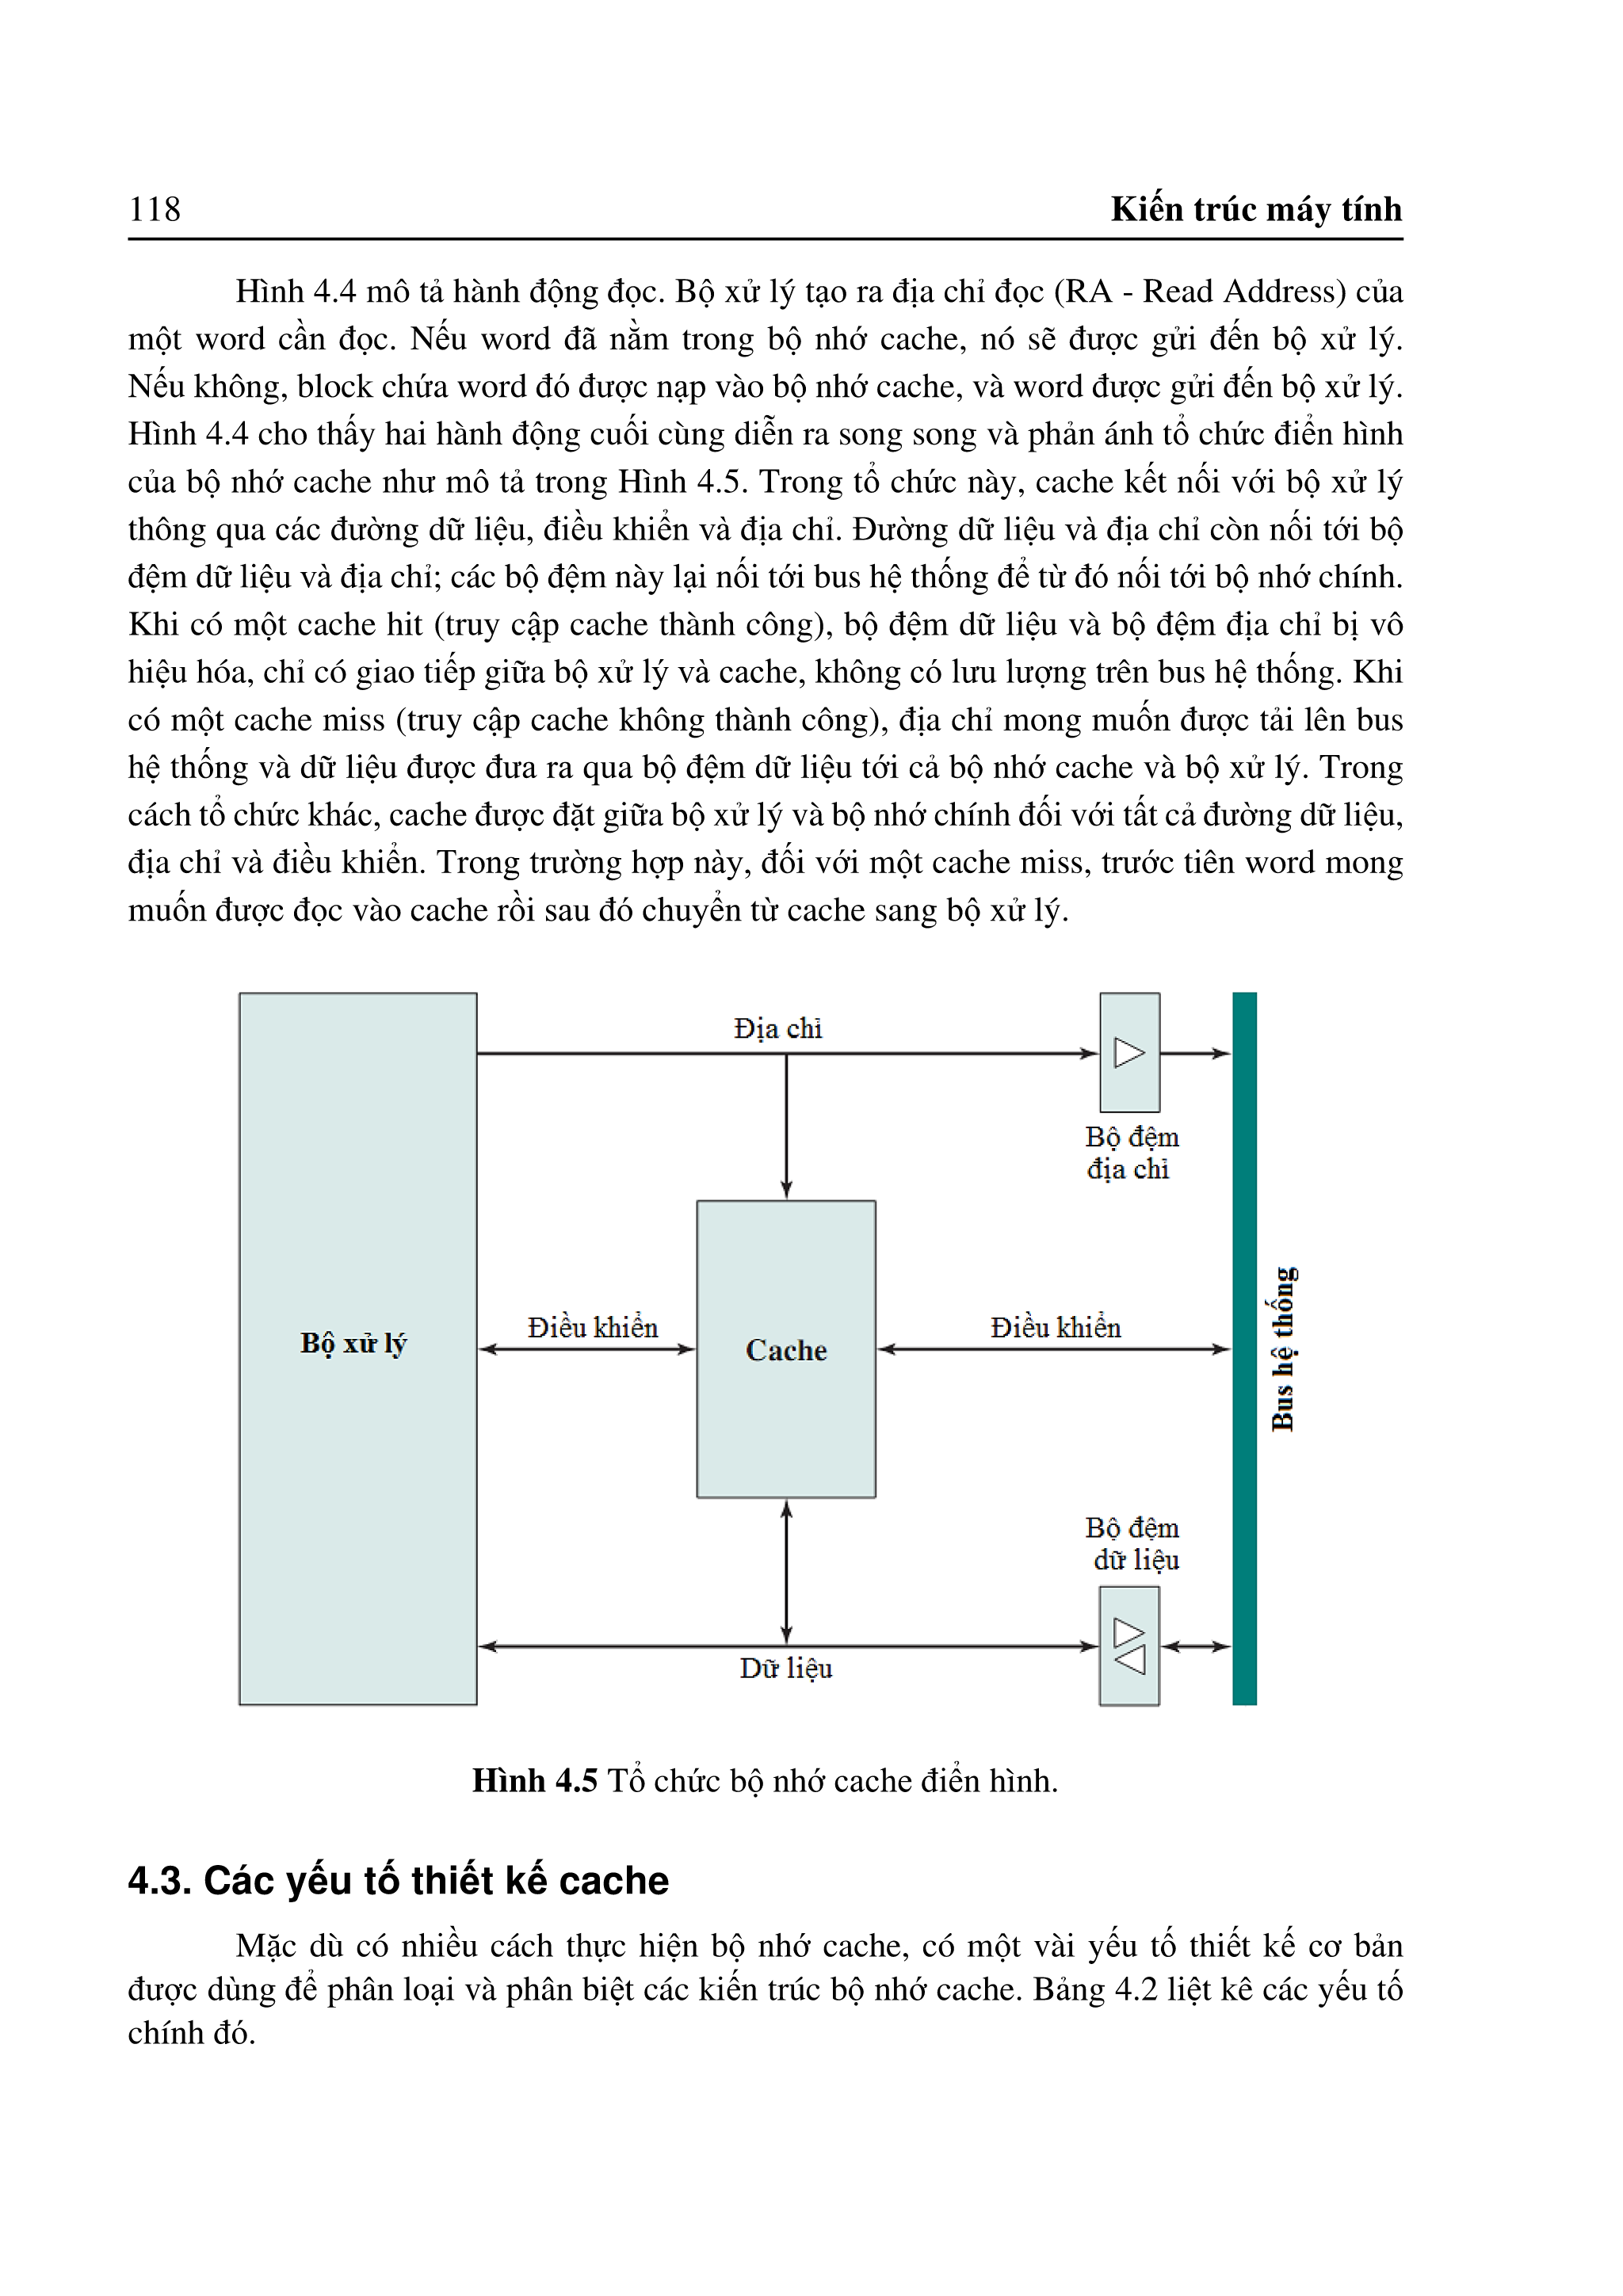 118
Kiến trúc máy tính
Hình 4.4 mô tả hành động đọc. Bộ xử lý tạo ra địa chỉ đọc (RA - Read Address) của
một word cần đọc. Nếu word đã nằm trong bộ nhớ cache, nó sẽ được gửi đến bộ xử lý.
Nếu không, block chứa word đó được nạp vào bộ nhớ cache, và word được gửi đến bộ xử lý.
Hình 4.4 cho thấy hai hành động cuối cùng diễn ra song song và phản ánh tổ chức điển hình
của bộ nhớ cache như mô tả trong Hình 4.5. Trong tổ chức này, cache kết nối với bộ xử lý
thông qua các đường dữ liệu, điều khiển và địa chỉ. Đường dữ liệu và địa chỉ còn nối tới bộ
đệm dữ liệu và địa chỉ; các bộ đệm này lại nối tới bus hệ thống để từ đó nối tới bộ nhớ chính.
Khi có một cache hit (truy cập cache thành công), bộ đệm dữ liệu và bộ đệm địa chỉ bị vô
hiệu hóa, chỉ có giao tiếp giữa bộ xử lý và cache, không có lưu lượng trên bus hệ thống. Khi
có một cache miss (truy cập cache không thành công), địa chỉ mong muốn được tải lên bus
hệ thống và dữ liệu được đưa ra qua bộ đệm dữ liệu tới cả bộ nhớ cache và bộ xử lý. Trong
cách tổ chức khác, cache được đặt giữa bộ xử lý và bộ nhớ chính đối với tất cả đường dữ liệu,
địa chỉ và điều khiển. Trong trường hợp này, đối với một cache miss, trước tiên word mong
muốn được đọc vào cache rồi sau đó chuyển từ cache sang bộ xử lý.
Địa chỉ
Bộ đệm
địa chỉ
Bộ xử lý
Điều khiển
Cache
Điều khiển
Bus hệ thống
Bộ đệm
dữ liệu
Dữ liệu
Hình 4.5 Tổ chức bộ nhớ cache điển hình.
4.3. Các yếu tố thiết kế cache
Mặc dù có nhiều cách thực hiện bộ nhớ cache, có một vài yếu tố thiết kế cơ bản
được dùng để phân loại và phân biệt các kiến trúc bộ nhớ cache. Bảng 4.2 liệt kê các yếu tố
chính đó.